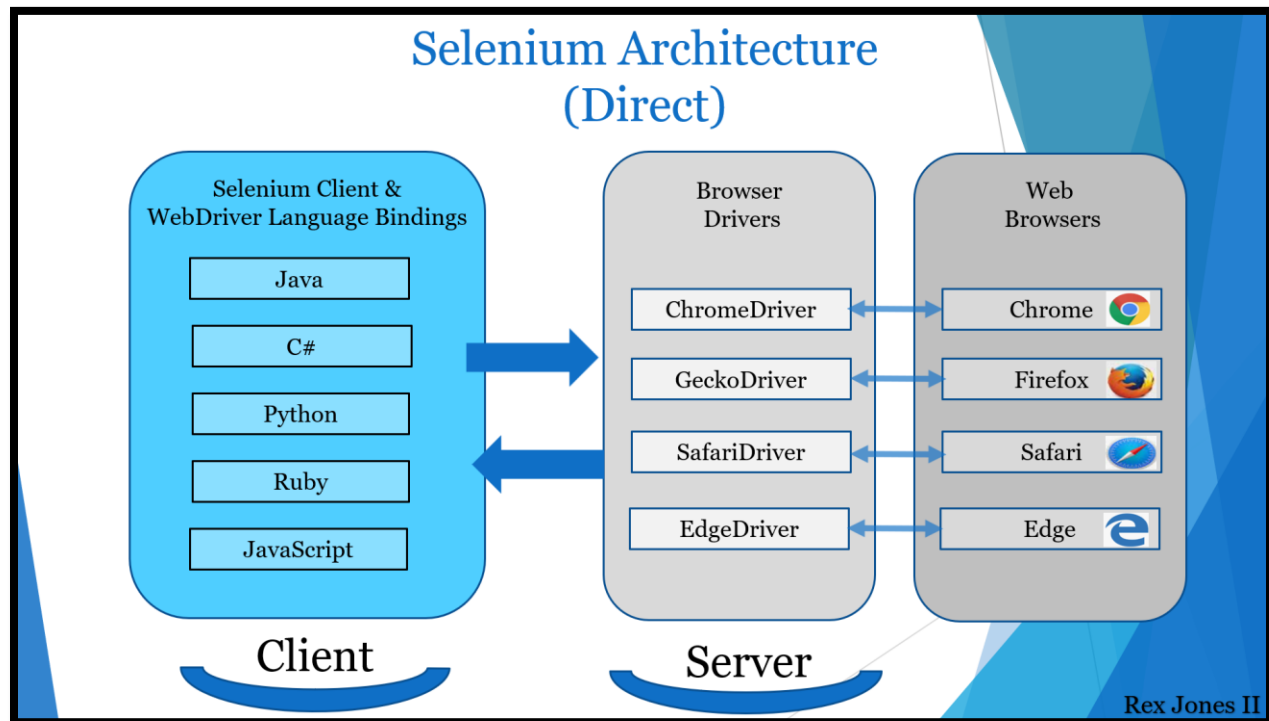 Selenium Architecture
(Direct)
Selenium Client &
WebDriver Language Bindings
Java
C#
Python
Ruby
JavaScript
Client
Browser
Drivers
ChromeDriver
GeckoDriver
SafariDriver
EdgeDriver
Server
Web
Browsers
Chrome
Firefox
Safari
Edge
Rex Jones II